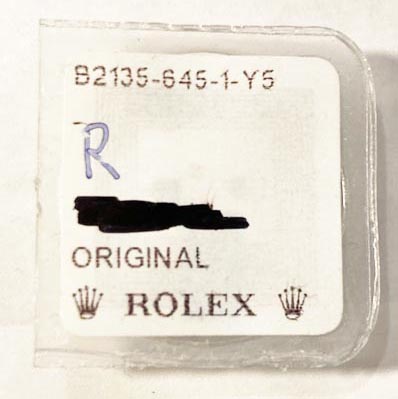 B2135-645-1-Y5
R
ORIGINAL
ROLEX